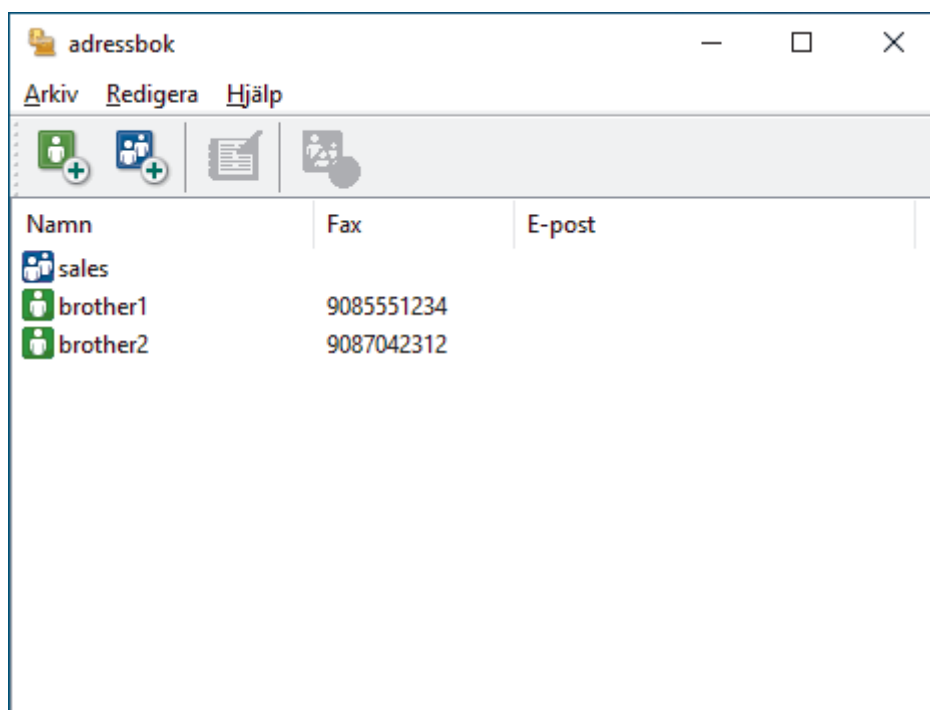 adressbok
Arkiv Redigera Hjälp
Namn Fax E-post
sales
brother1 9085551234
brother2 9087042312